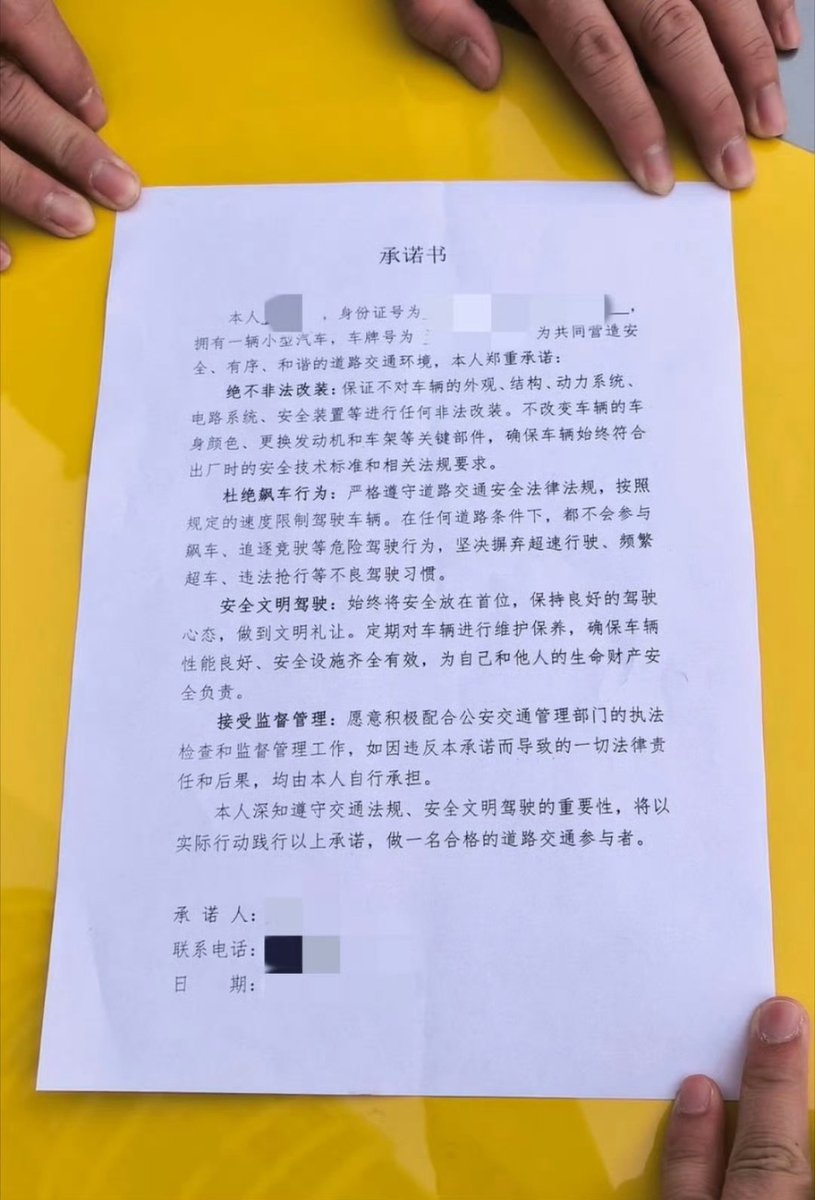 承诺书
本人        ，身份证号为        ，
拥有一辆小型汽车，车牌号为        为共同营造安
全、有序、和谐的道路交通环境，本人郑重承诺：
绝不非法改装：保证不对车辆的外观、结构、动力系统、
电路系统、安全装置等进行任何非法改装。不改变车辆的车
身颜色、更换发动机和车架等关键部件，确保车辆始终符合
出厂时的安全技术标准和相关法规要求。
杜绝飙车行为：严格遵守道路交通安全法律法规，按照
规定的速度限制驾驶车辆。在任何道路条件下，都不会参与
飙车、追逐竞驶等危险驾驶行为，坚决摒弃超速行驶、频繁
超车、违法抢行等不良驾驶习惯。
安全文明驾驶：始终将安全放在首位，保持良好的驾驶
心态，做到文明礼让。定期对车辆进行维护保养，确保车辆
性能良好、安全设施齐全有效，为自己和他人的生命财产安
全负责。
接受监督管理：愿意积极配合公安交通管理部门的执法
检查和监督管理工作，如因违反本承诺而导致的一切法律责
任和后果，均由本人自行承担。
本人深知遵守交通法规、安全文明驾驶的重要性，将以
实际行动践行以上承诺，做一名合格的道路交通参与者。
承 诺 人：
联系电话：
日    期：